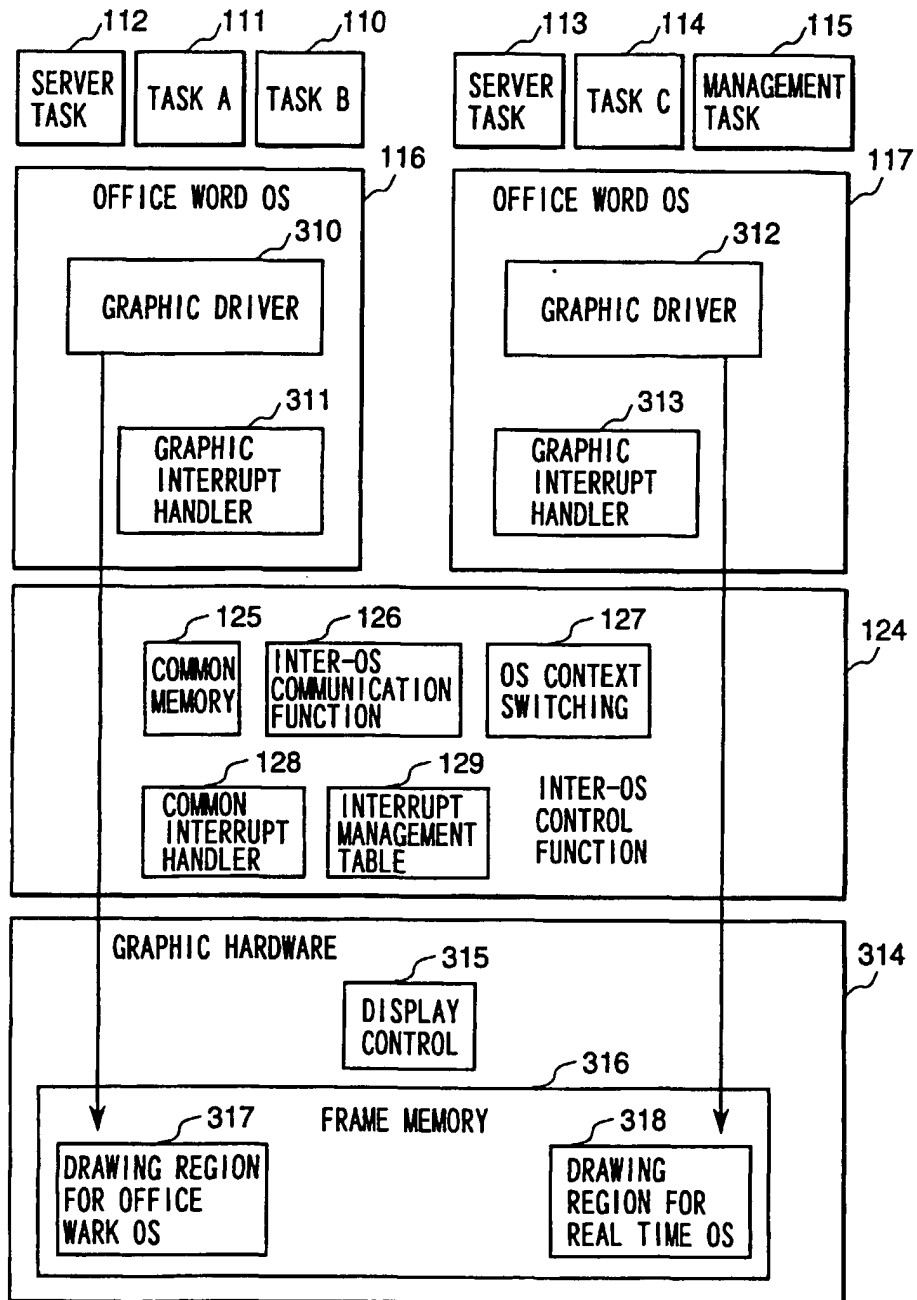 112
111
110
113
114
115
SERVER
TASK
TASK A
TASK B
SERVER
TASK
TASK C
MANAGEMENT
TASK
116
117
OFFICE WORD OS
OFFICE WORD OS
310
312
GRAPHIC DRIVER
GRAPHIC DRIVER
311
313
GRAPHIC
INTERRUPT
HANDLER
GRAPHIC
INTERRUPT
HANDLER
124
125
126
127
COMMON
MEMORY
INTER-OS
COMMUNICATION
FUNCTION
OS CONTEXT
SWITCHING
128
129
COMMON
INTERRUPT
HANDLER
INTERRUPT
MANAGEMENT
TABLE
INTER-OS
CONTROL
FUNCTION
GRAPHIC HARDWARE
314
315
DISPLAY
CONTROL
316
FRAME MEMORY
317
318
DRAWING REGION
FOR OFFICE
WARK OS
DRAWING
REGION FOR
REAL TIME OS